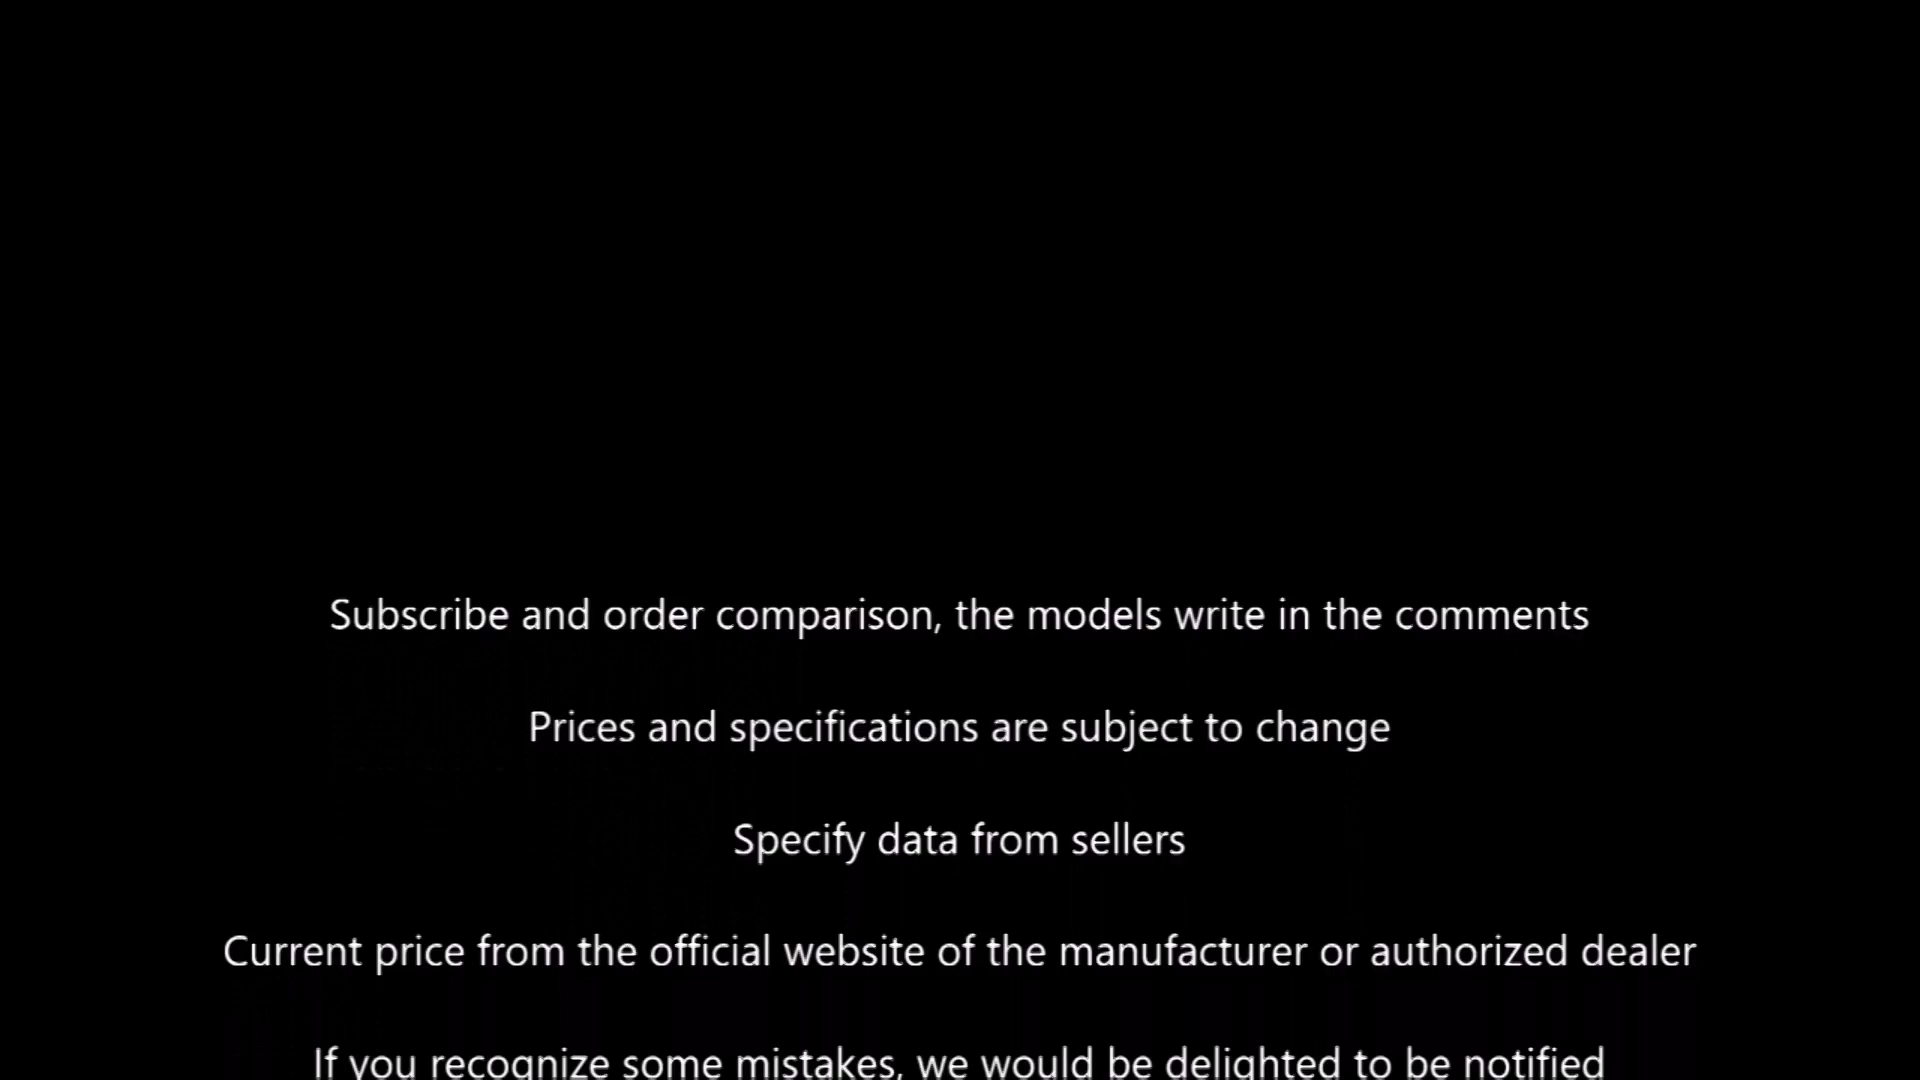 Subscribe and order comparison, the models write in the comments
Prices and specifications are subject to change
Specify data from sellers
Current price from the official website of the manufacturer or authorized dealer
If you recognize some mistakes, we would be delighted to be notified